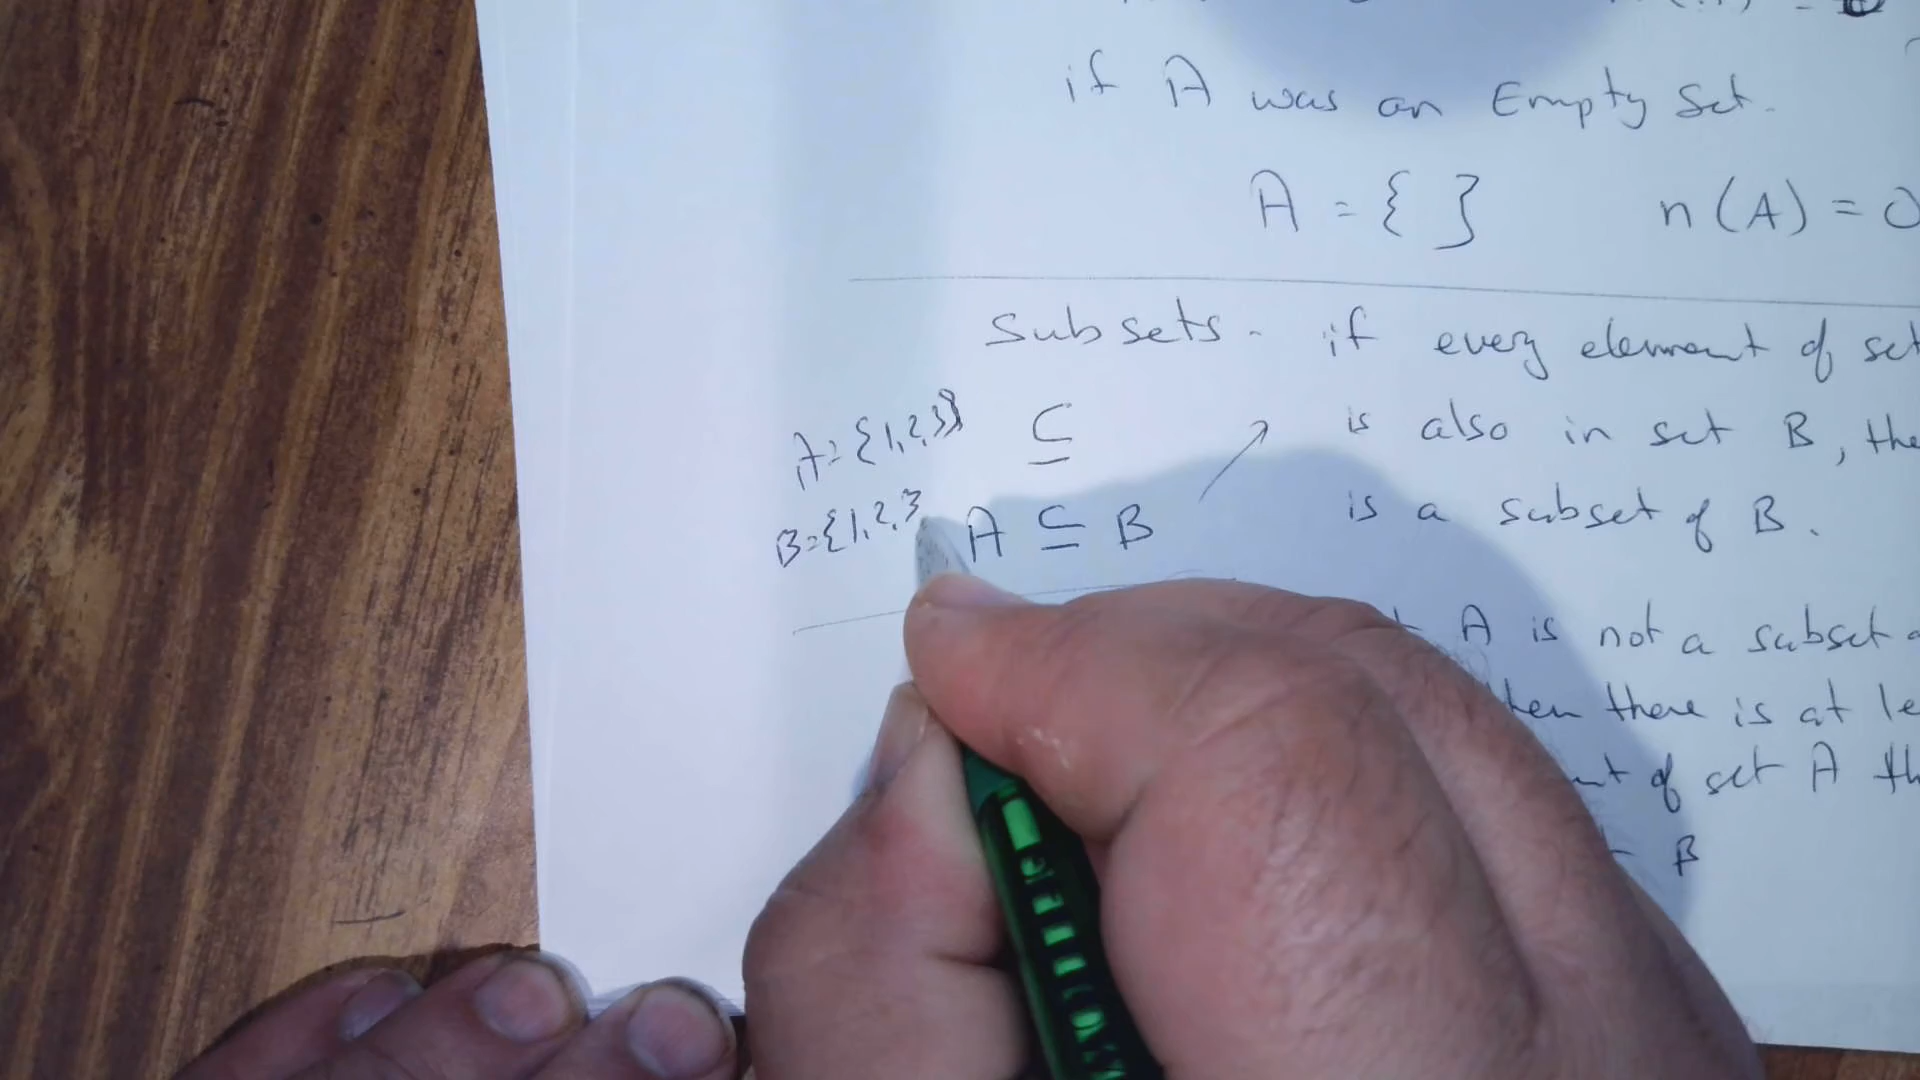 if A was an Empty Set.
A = { } n(A) = 0
Subsets - if every element of set
A = {1,2,3} ⊆ is also in set B, the
B = {1,2,3 A ⊆ B is a subset of B.
A is not a subset
there is at le
of set A th
B